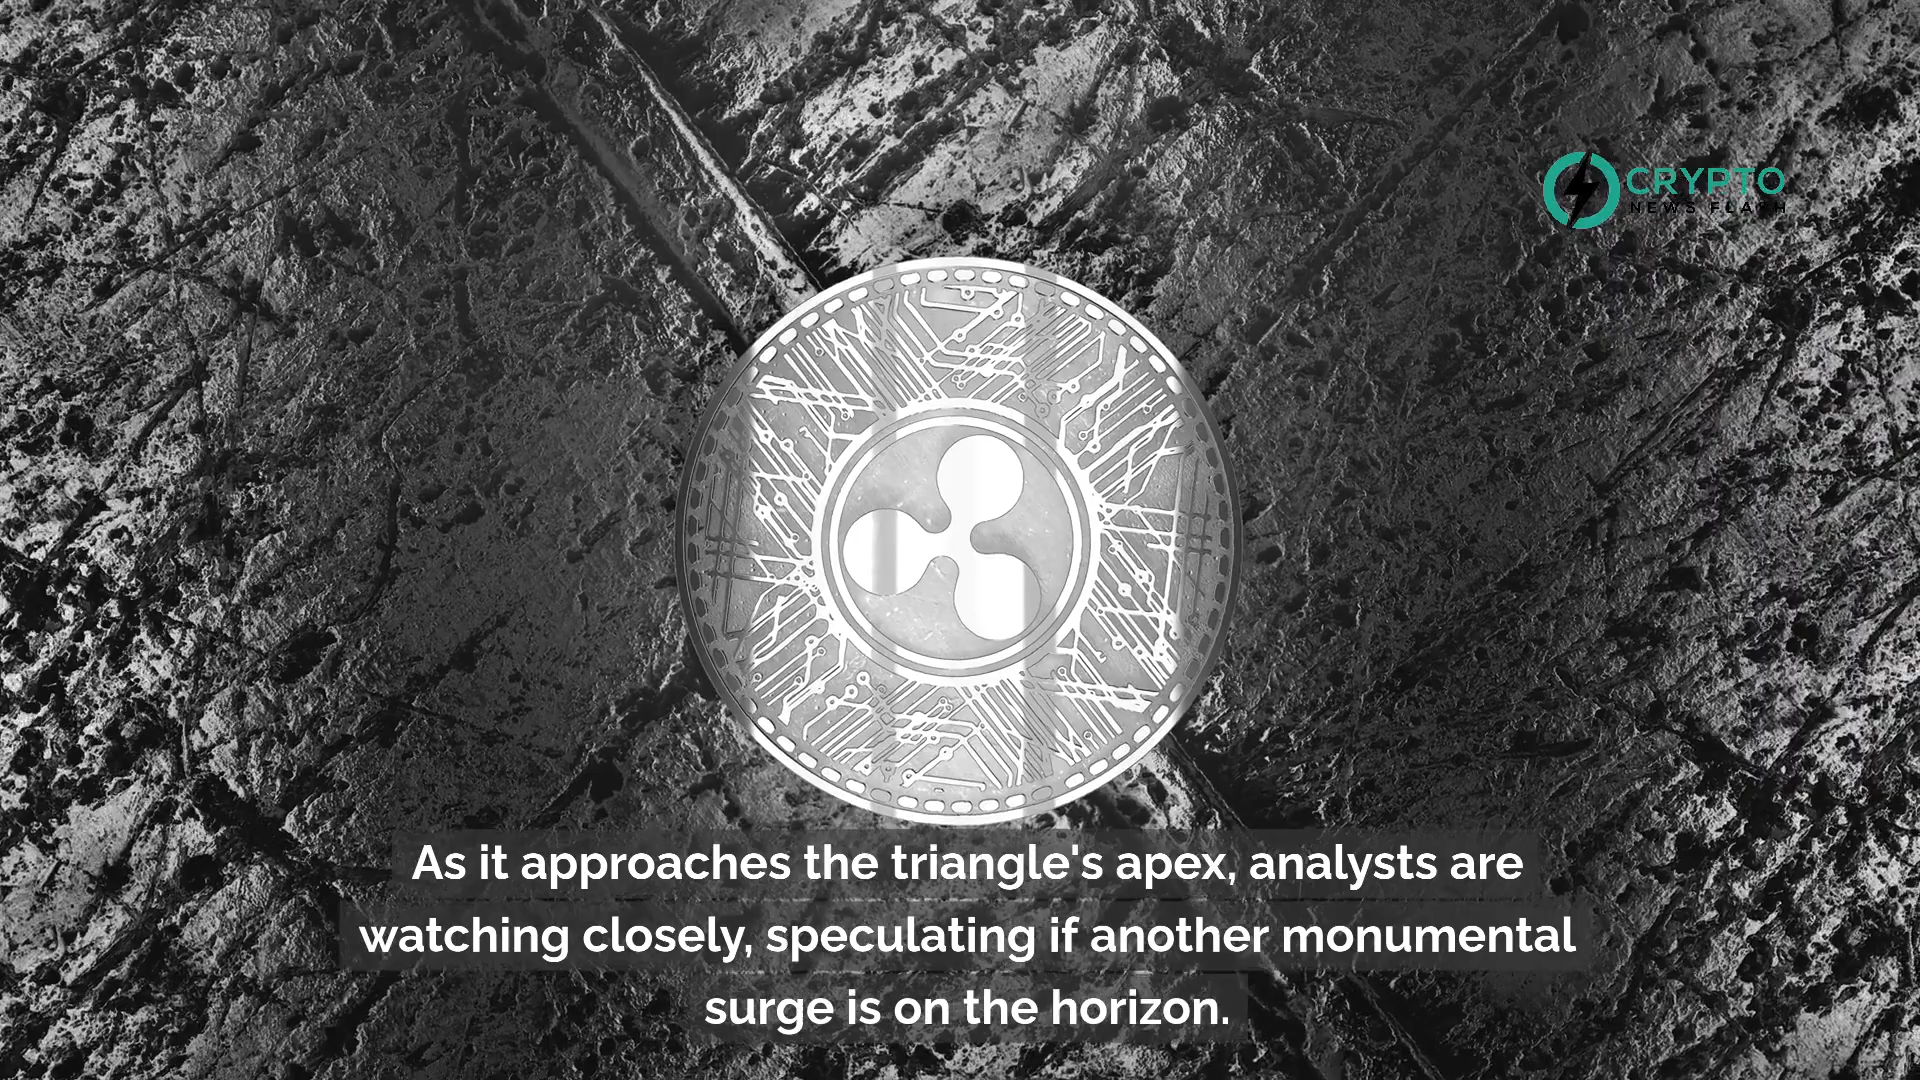 CRYPTO
NEWS FLASH
As it approaches the triangle's apex, analysts are
watching closely, speculating if another monumental
surge is on the horizon.